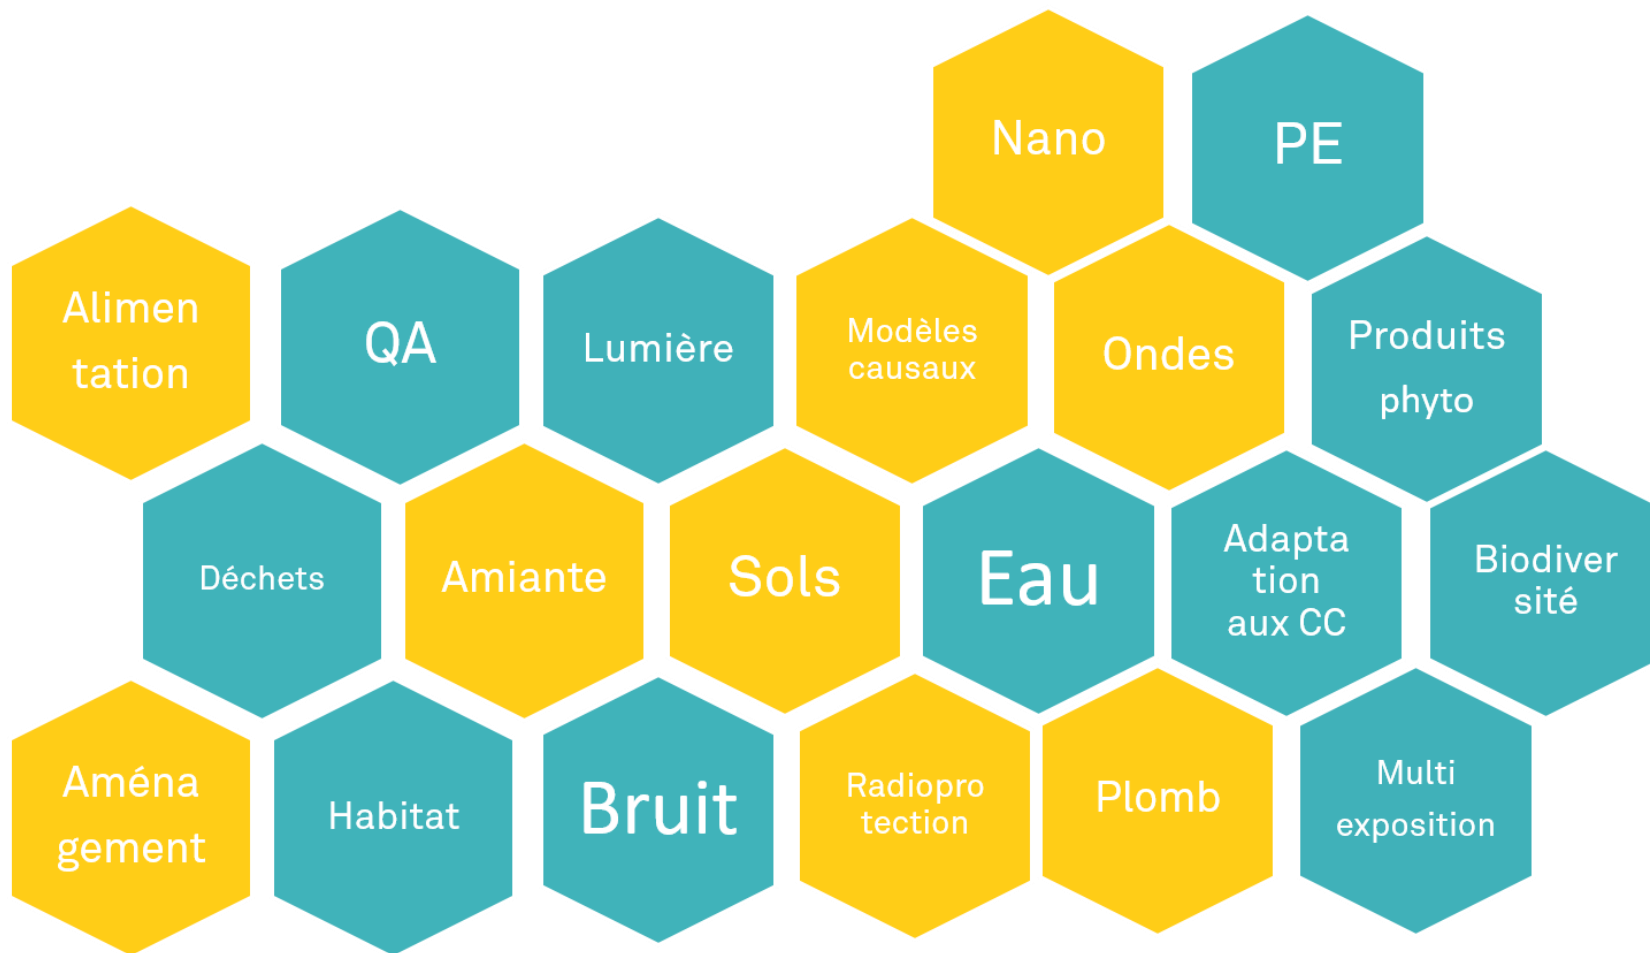 Nano
PE
Alimen
tation
QA
Lumière
Modèles
causaux
Ondes
Produits
phyto
Déchets
Amiante
Sols
Eau
Adapta
tion
aux CC
Biodiver
sité
Aména
gement
Habitat
Bruit
Radiopro
tection
Plomb
Multi
exposition